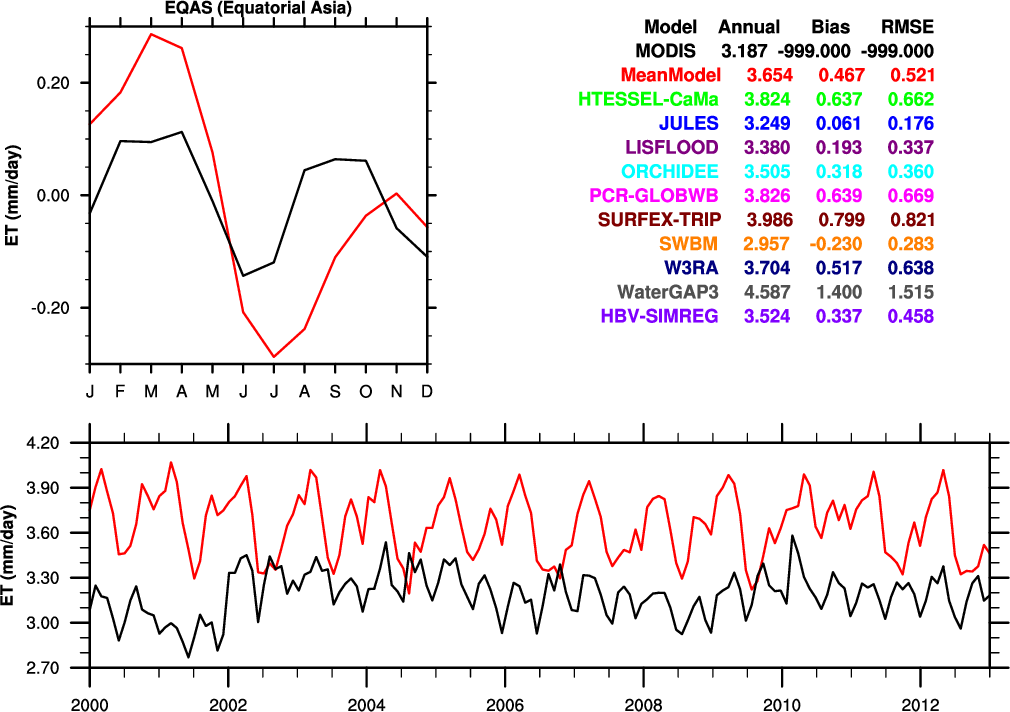 EQAS (Equatorial Asia)
ET (mm/day)
0.20
0.00
-0.20
J F M A M J J A S O N D
Model Annual Bias RMSE
MODIS 3.187 -999.000 -999.000
MeanModel 3.654 0.467 0.521
HTESSEL-CaMa 3.824 0.637 0.662
JULES 3.249 0.061 0.176
LISFLOOD 3.380 0.193 0.337
ORCHIDEE 3.505 0.318 0.360
PCR-GLOBWB 3.826 0.639 0.669
SURFEX-TRIP 3.986 0.799 0.821
SWBM 2.957 -0.230 0.283
W3RA 3.704 0.517 0.638
WaterGAP3 4.587 1.400 1.515
HBV-SIMREG 3.524 0.337 0.458
ET (mm/day)
4.20
3.90
3.60
3.30
3.00
2.70
2000 2002 2004 2006 2008 2010 2012